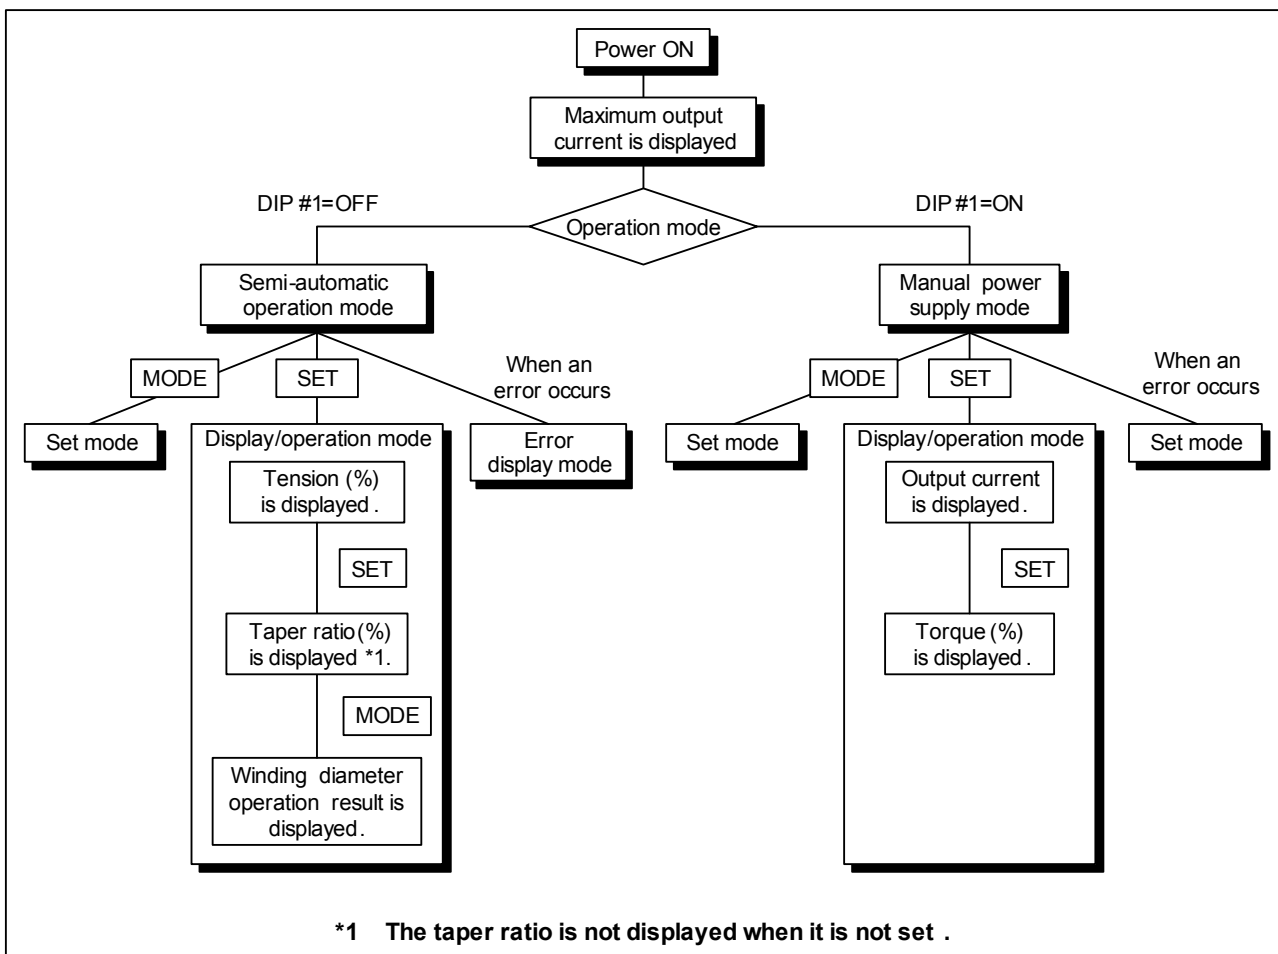 Power ON
Maximum output
current is displayed
DIP #1=OFF
DIP #1=ON
Operation mode
Semi-automatic
operation mode
Manual power
supply mode
MODE
SET
When an
error occurs
MODE
SET
When an
error occurs
Set mode
Display/operation mode
Error
display mode
Set mode
Display/operation mode
Set mode
Tension (%)
is displayed.
SET
Taper ratio (%)
is displayed *1.
MODE
Winding diameter
operation result is
displayed.
Output current
is displayed.
SET
Torque (%)
is displayed.
*1 The taper ratio is not displayed when it is not set .